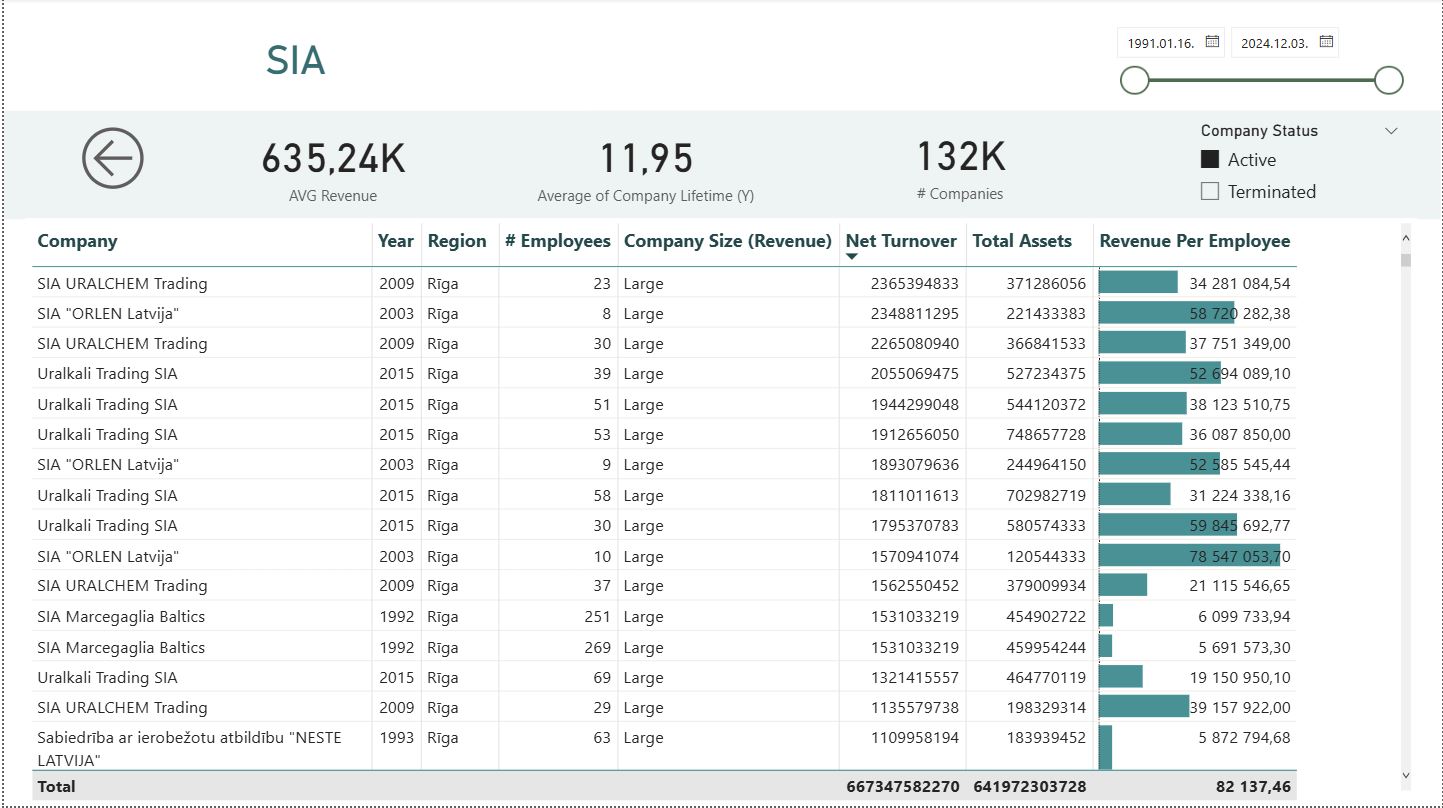 SIA
1991.01.16. 2024.12.03.
635,24K
AVG Revenue
11,95
Average of Company Lifetime (Y)
132K
# Companies
Company Status
Active
Terminated
Company Year Region # Employees Company Size (Revenue) Net Turnover Total Assets Revenue Per Employee
SIA URALCHEM Trading 2009 Rīga 23 Large 2365394833 371286056 34 281 084,54
SIA "ORLEN Latvija" 2003 Rīga 8 Large 2348811295 221433383 58 720 282,38
SIA URALCHEM Trading 2009 Rīga 30 Large 2265080940 366841533 37 751 349,00
Uralkali Trading SIA 2015 Rīga 39 Large 2055069475 527234375 52 694 089,10
Uralkali Trading SIA 2015 Rīga 51 Large 1944299048 544120372 38 123 510,75
Uralkali Trading SIA 2015 Rīga 53 Large 1912656050 748657728 36 087 850,00
SIA "ORLEN Latvija" 2003 Rīga 9 Large 1893079636 244964150 52 585 545,44
Uralkali Trading SIA 2015 Rīga 58 Large 1811011613 702982719 31 224 338,16
Uralkali Trading SIA 2015 Rīga 30 Large 1795370783 580574333 59 845 692,77
SIA "ORLEN Latvija" 2003 Rīga 10 Large 1570941074 120544333 78 547 053,70
SIA URALCHEM Trading 2009 Rīga 37 Large 1562550452 379009934 21 115 546,65
SIA Marcegaglia Baltics 1992 Rīga 251 Large 1531033219 454902722 6 099 733,94
SIA Marcegaglia Baltics 1992 Rīga 269 Large 1531033219 459954244 5 691 573,30
Uralkali Trading SIA 2015 Rīga 69 Large 1321415557 464770119 19 150 950,10
SIA URALCHEM Trading 2009 Rīga 29 Large 1135579738 198329314 39 157 922,00
Sabiedrība ar ierobežotu atbildību "NESTE 1993 Rīga 63 Large 1109958194 183939452 5 872 794,68
LATVIJA"
Total 667347582270 641972303728 82 137,46